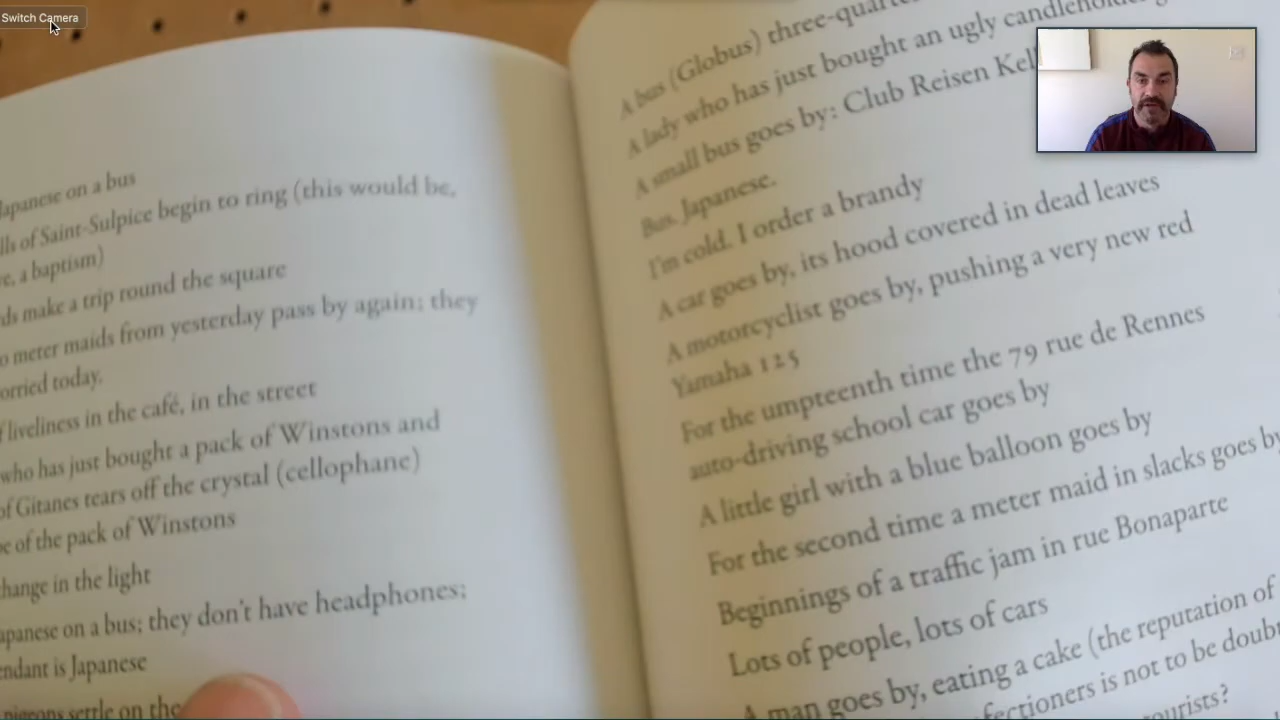 Switch Camera
Japanese on a bus
lls of Saint-Sulpice begin to ring (this would be,
a baptism)
ds make a trip round the square
o meter maids from yesterday pass by again; they
orried today.
f liveliness in the café, in the street
who has just bought a pack of Winstons and
of Gitanes tears off the crystal (cellophane)
of the pack of Winstons
hange in the light
apanese on a bus; they don't have headphones;
endant is Japanese
pigeons settle on the
A bus (Globus) three-quarte
A lady who has just bought an ugly candleholder g
A small bus goes by: Club Reisen Kell
Bus. Japanese.
I'm cold. I order a brandy
A car goes by, its hood covered in dead leaves
A motorcyclist goes by, pushing a very new red
Yamaha 125
For the umpteenth time the 79 rue de Rennes
auto-driving school car goes by
A little girl with a blue balloon goes by
For the second time a meter maid in slacks goes by
Beginnings of a traffic jam in rue Bonaparte
Lots of people, lots of cars
A man goes by, eating a cake (the reputation of
fectioners is not to be doubt
ourists?